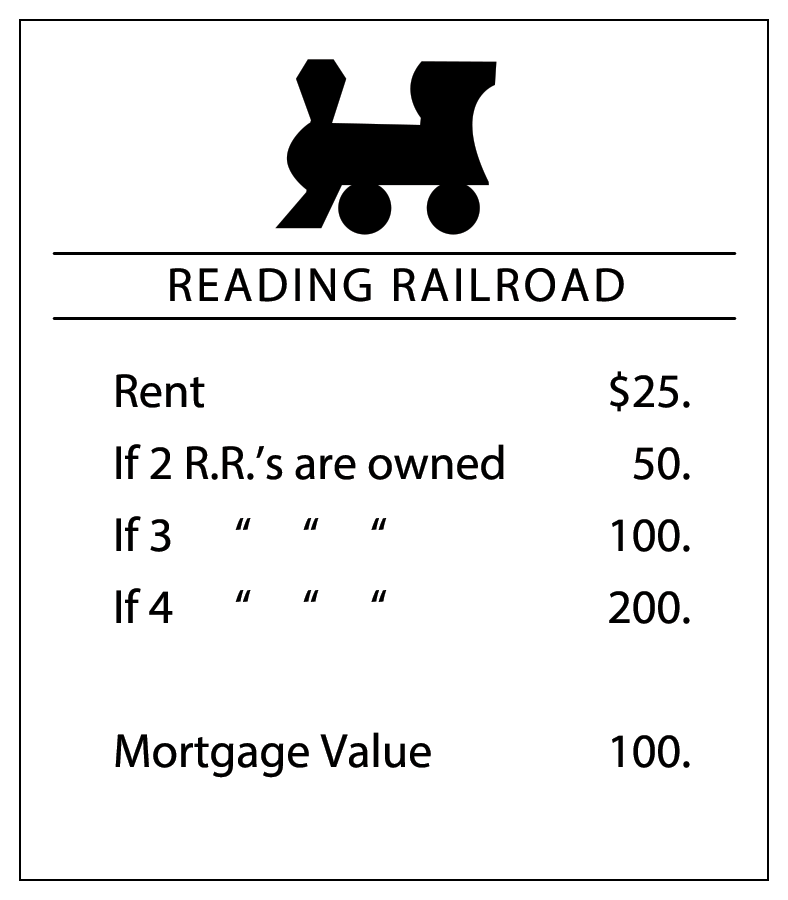 READING RAILROAD
Rent $25.
If 2 R.R.’s are owned 50.
If 3 “ “ “ 100.
If 4 “ “ “ 200.
Mortgage Value 100.